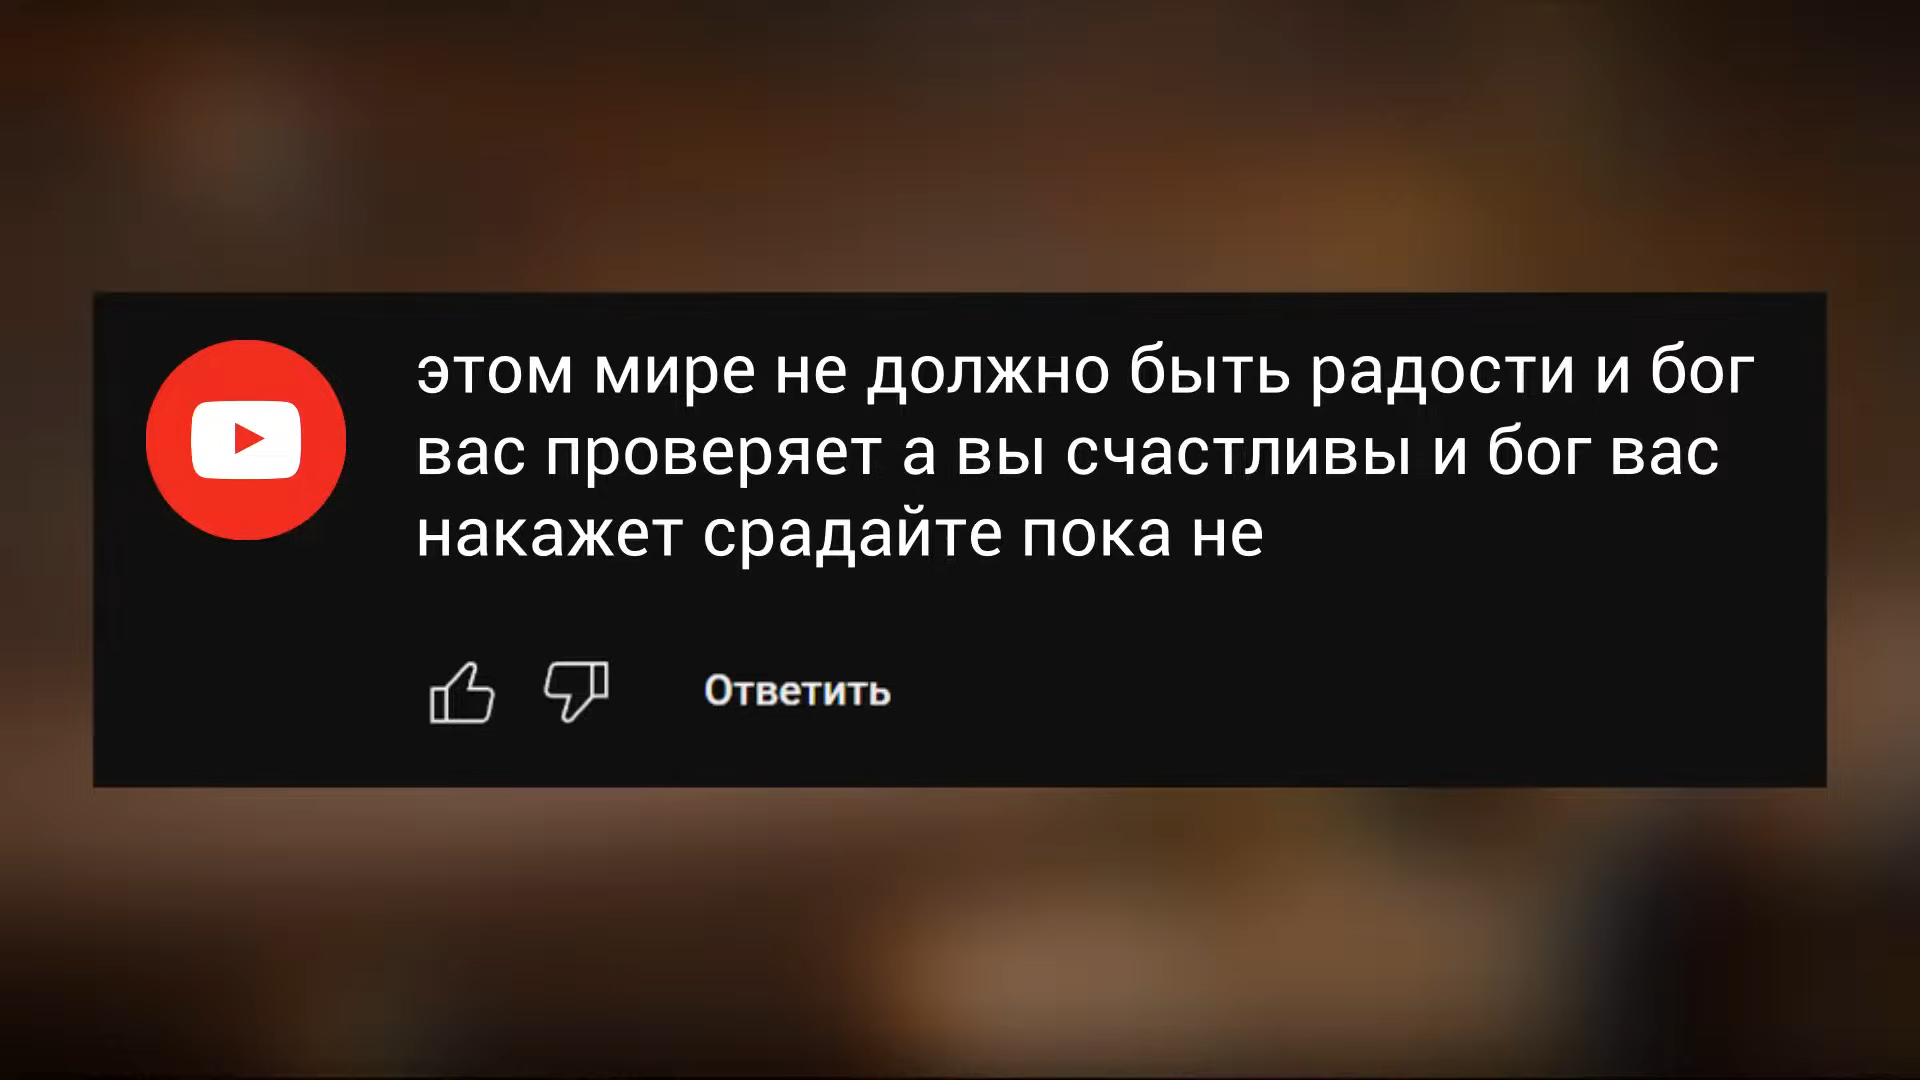 этом мире не должно быть радости и бог
вас проверяет а вы счастливы и бог вас
накажет срадайте пока не
Ответить